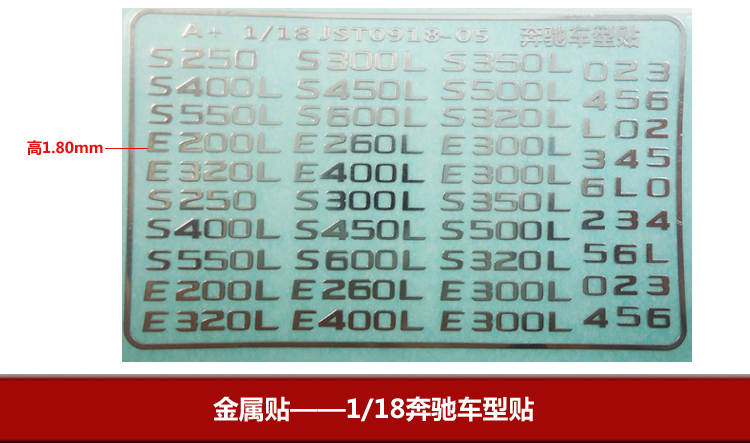 A+ 1/18 JST0918-05 奔驰车型贴
S250 S300L S350L 023
S400L S450L S500L 456
S550L S600L S320L L02
高1.80mm
E200L E260L E300L 345
E320L E400L E300L 6L0
S250 S300L S350L 234
S400L S450L S500L 56L
S550L S600L S320L 023
E200L E260L E300L 456
E320L E400L E300L
金属贴——1/18奔驰车型贴